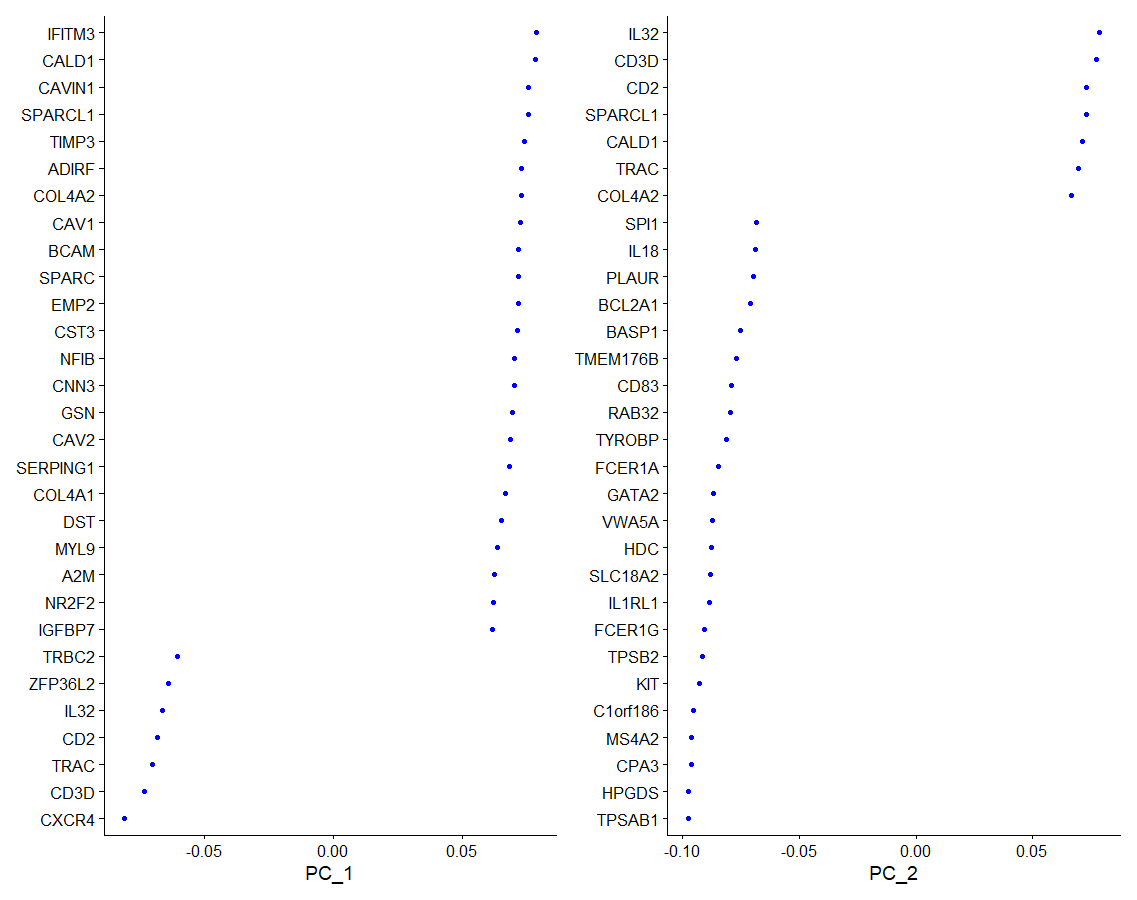 IFITM3
CALD1
CAVIN1
SPARCL1
TIMP3
ADIRF
COL4A2
CAV1
BCAM
SPARC
EMP2
CST3
NFIB
CNN3
GSN
CAV2
SERPING1
COL4A1
DST
MYL9
A2M
NR2F2
IGFBP7
TRBC2
ZFP36L2
IL32
CD2
TRAC
CD3D
CXCR4
-0.05 0.00 0.05
PC_1
IL32
CD3D
CD2
SPARCL1
CALD1
TRAC
COL4A2
SPI1
IL18
PLAUR
BCL2A1
BASP1
TMEM176B
CD83
RAB32
TYROBP
FCER1A
GATA2
VWA5A
HDC
SLC18A2
IL1RL1
FCER1G
TPSB2
KIT
C1orf186
MS4A2
CPA3
HPGDS
TPSAB1
-0.10 -0.05 0.00 0.05
PC_2